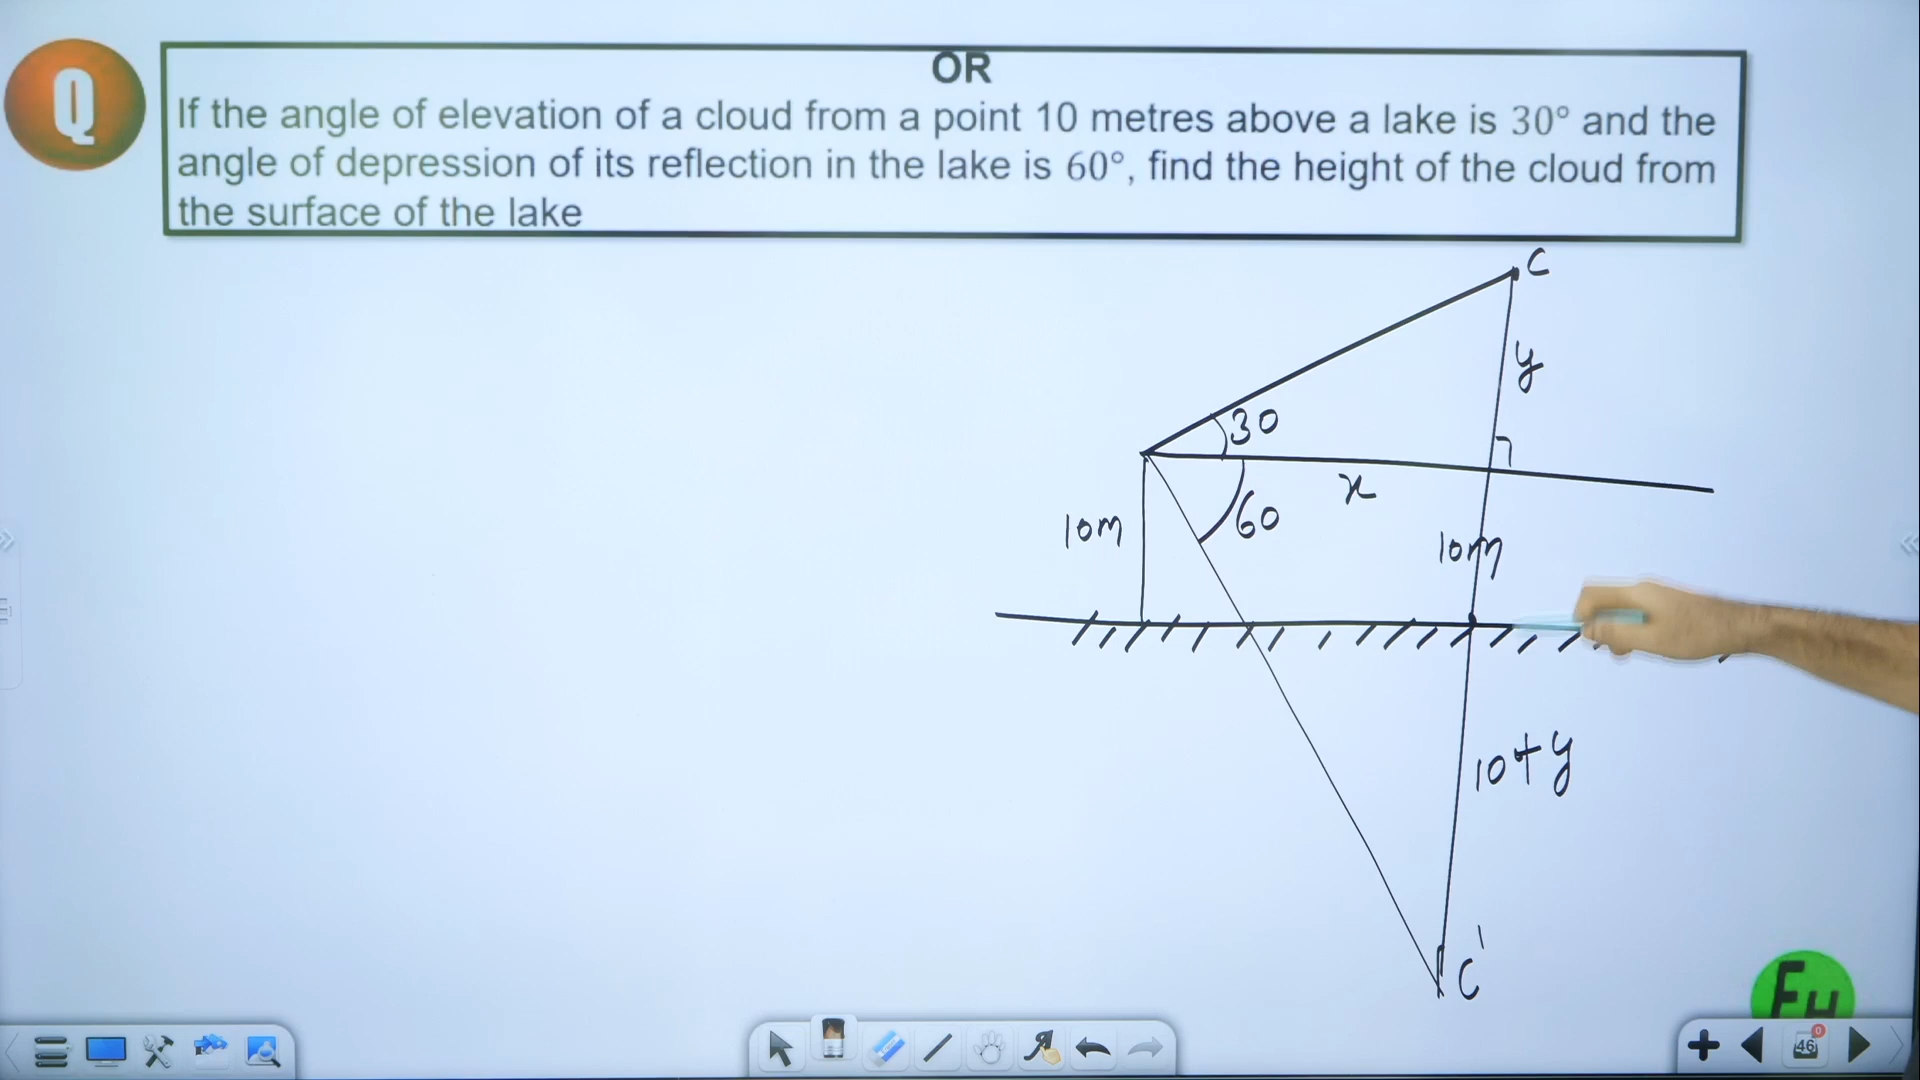 Q
OR
If the angle of elevation of a cloud from a point 10 metres above a lake is 30° and the
angle of depression of its reflection in the lake is 60°, find the height of the cloud from
the surface of the lake
C
y
30
x
60
10m
10m
10+y
C'
0
46